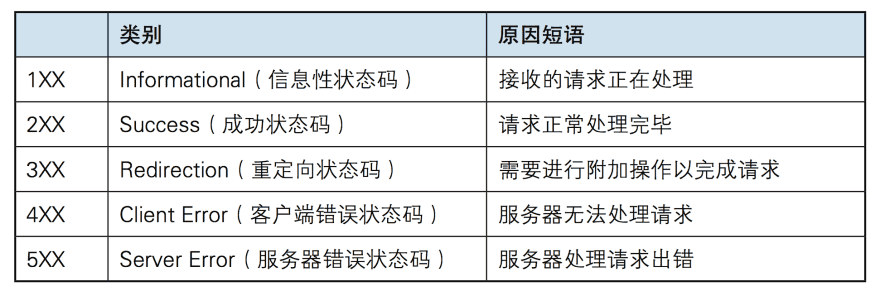 类别 原因短语
1XX Informational（信息性状态码） 接收的请求正在处理
2XX Success（成功状态码） 请求正常处理完毕
3XX Redirection（重定向状态码） 需要进行附加操作以完成请求
4XX Client Error（客户端错误状态码） 服务器无法处理请求
5XX Server Error（服务器错误状态码） 服务器处理请求出错